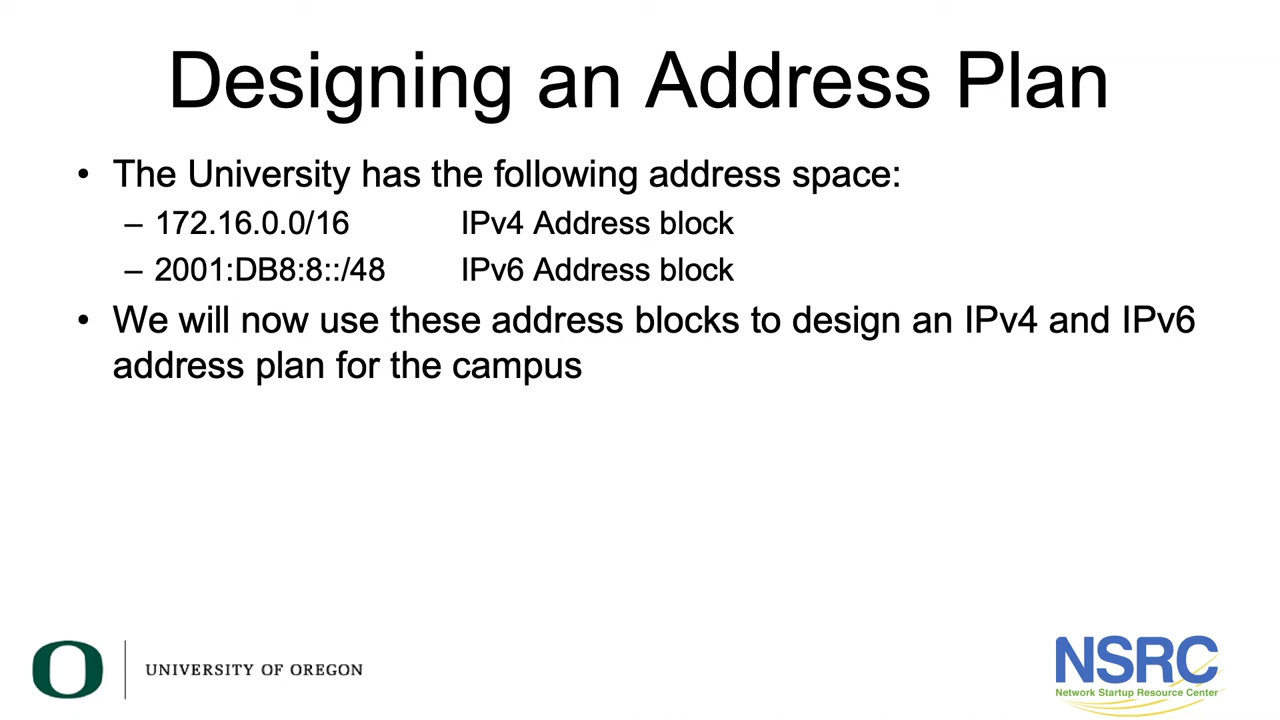 Designing an Address Plan
• The University has the following address space:
– 172.16.0.0/16 IPv4 Address block
– 2001:DB8:8::/48 IPv6 Address block
• We will now use these address blocks to design an IPv4 and IPv6
address plan for the campus
O UNIVERSITY OF OREGON
NSRC
Network Startup Resource Center